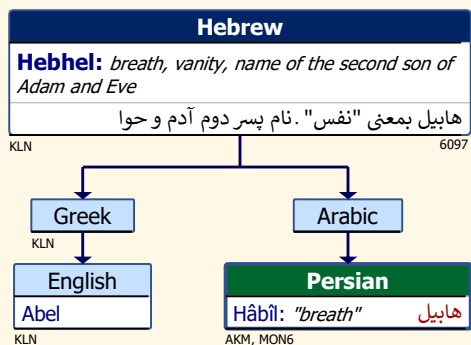 Hebrew
Hebhel: breath, vanity, name of the second son of
Adam and Eve
هابیل بمعنی "نفس" . نام پسر دوم آدم و حوا
KLN 6097
Greek Arabic
KLN
English Persian
Abel Hâbîl: "breath" هابیل
KLN AKM, MON6